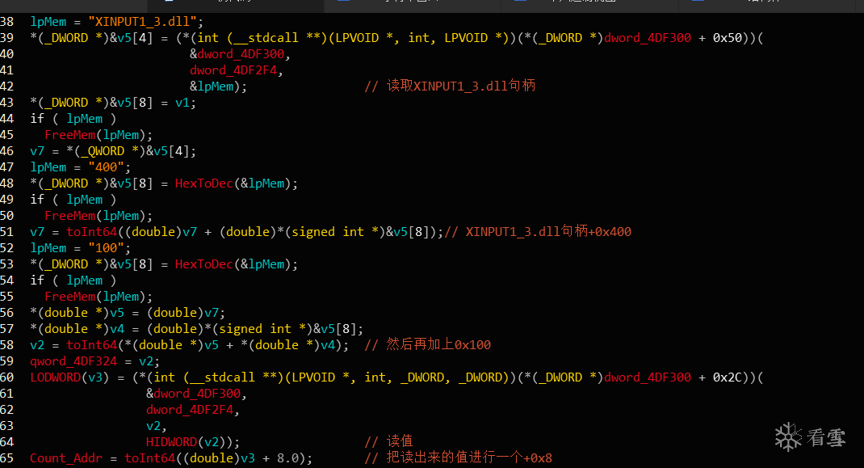 38 lpMem = "XINPUT1_3.dll";
39 *(_DWORD *)&v5[4] = (*(int (__stdcall **)(LPVOID *, int, LPVOID *))(*(_DWORD *)dword_4DF300 + 0x50))(
40 &dword_4DF300,
41 dword_4DF2F4,
42 &lpMem); // 读取XINPUT1_3.dll句柄
43 *(_DWORD *)&v5[8] = v1;
44 if ( lpMem )
45 FreeMem(lpMem);
46 v7 = *(_QWORD *)&v5[4];
47 lpMem = "400";
48 *(_DWORD *)&v5[8] = HexToDec(&lpMem);
49 if ( lpMem )
50 FreeMem(lpMem);
51 v7 = toInt64((double)v7 + (double)*(signed int *)&v5[8]);// XINPUT1_3.dll句柄+0x400
52 lpMem = "100";
53 *(_DWORD *)&v5[8] = HexToDec(&lpMem);
54 if ( lpMem )
55 FreeMem(lpMem);
56 *(double *)v5 = (double)v7;
57 *(double *)v4 = (double)*(signed int *)&v5[8];
58 v2 = toInt64(*(double *)v5 + *(double *)v4); // 然后再加上0x100
59 qword_4DF324 = v2;
60 LODWORD(v3) = (*(int (__stdcall **)(LPVOID *, int, _DWORD, _DWORD))(*(_DWORD *)dword_4DF300 + 0x2C))(
61 &dword_4DF300,
62 dword_4DF2F4,
63 v2,
64 HIDWORD(v2)); // 读值
65 Count_Addr = toInt64((double)v3 + 8.0); // 把读出来的值进行一个+0x8
看雪